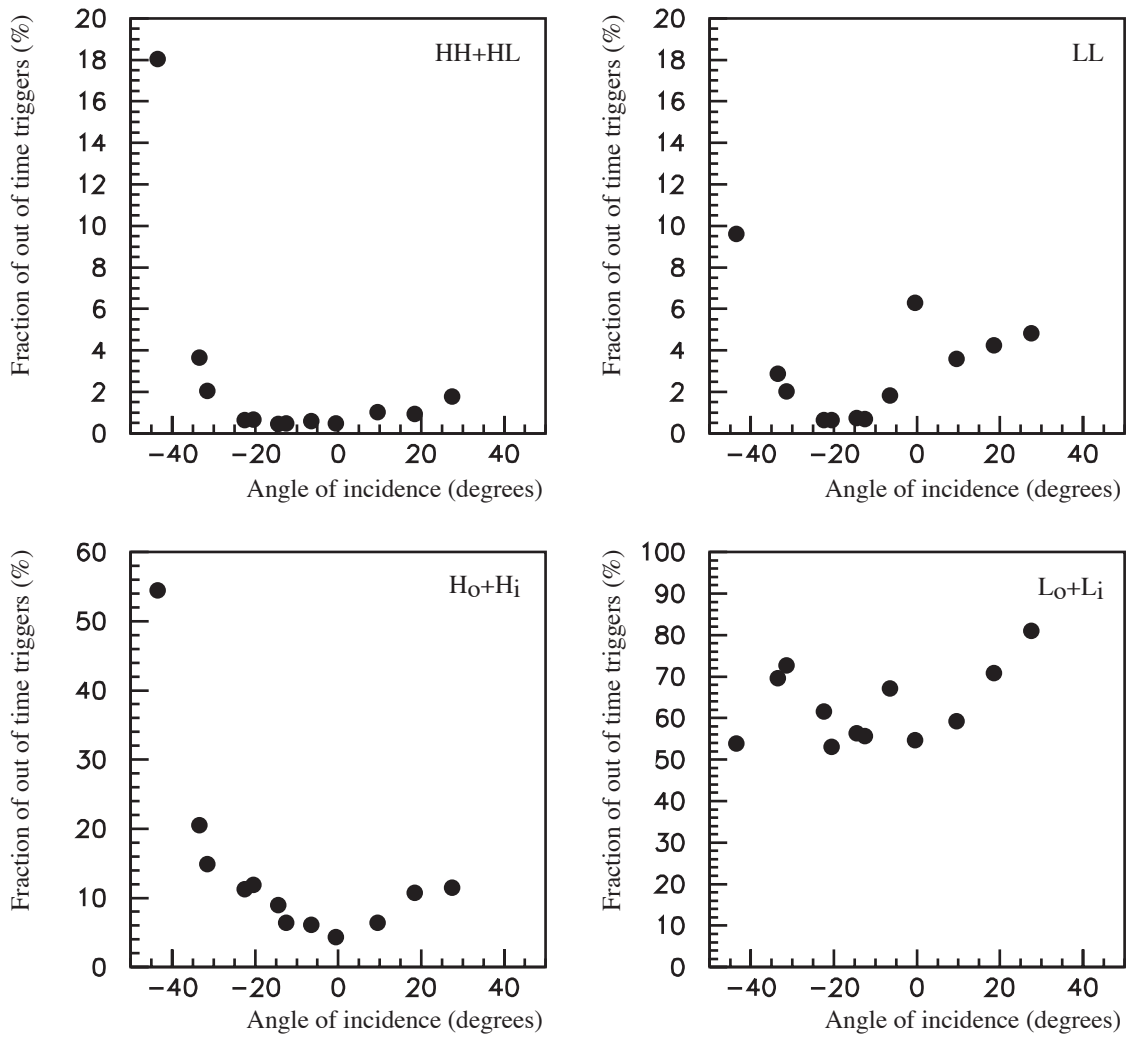 Fraction of out of time triggers (%)
20
18
16
14
12
10
8
6
4
2
0
HH+HL
−40 −20 0 20 40
Angle of incidence (degrees)
Fraction of out of time triggers (%)
20
18
16
14
12
10
8
6
4
2
0
LL
−40 −20 0 20 40
Angle of incidence (degrees)
Fraction of out of time triggers (%)
60
50
40
30
20
10
0
Ho+Hi
−40 −20 0 20 40
Angle of incidence (degrees)
Fraction of out of time triggers (%)
100
90
80
70
60
50
40
30
20
10
0
Lo+Li
−40 −20 0 20 40
Angle of incidence (degrees)